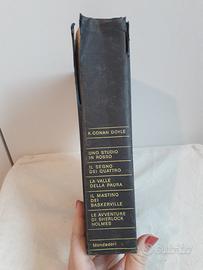 A. CONAN DOYLE
UNO STUDIO
IN ROSSO
IL SEGNO
DEI QUATTRO
LA VALLE
DELLA PAURA
IL MASTINO
DEI
BASKERVILLE
LE AVVENTURE
DI SHERLOCK
HOLMES
Mondadori
subito